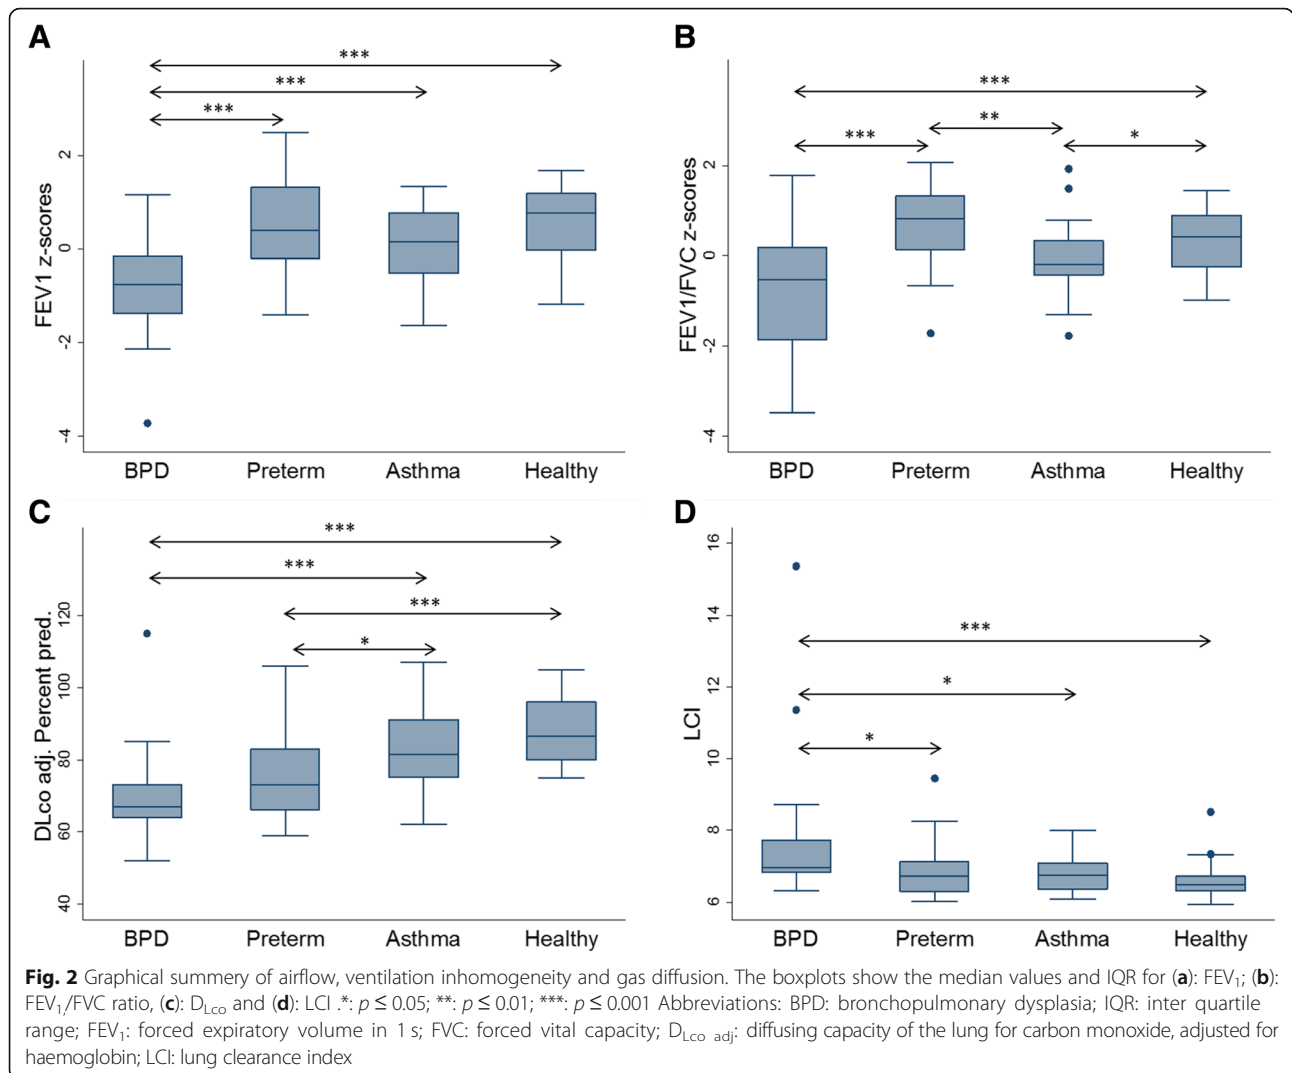 A
***
***
***
FEV1 z-scores
2
0
-2
-4
BPD Preterm Asthma Healthy
B
***
**
***
*
FEV1/FVC z-scores
2
0
-2
-4
BPD Preterm Asthma Healthy
C
***
***
***
*
DLco adj. Percent pred.
120
100
80
60
40
BPD Preterm Asthma Healthy
D
***
*
*
LCI
16
14
12
10
8
6
BPD Preterm Asthma Healthy
Fig. 2 Graphical summery of airflow, ventilation inhomogeneity and gas diffusion. The boxplots show the median values and IQR for (a): FEV₁; (b):
FEV₁/FVC ratio, (c): D_Lco and (d): LCI *: p ≤ 0.05; **: p ≤ 0.01; ***: p ≤ 0.001 Abbreviations: BPD: bronchopulmonary dysplasia; IQR: inter quartile
range; FEV₁: forced expiratory volume in 1 s; FVC: forced vital capacity; D_Lco adj: diffusing capacity of the lung for carbon monoxide, adjusted for
haemoglobin; LCI: lung clearance index